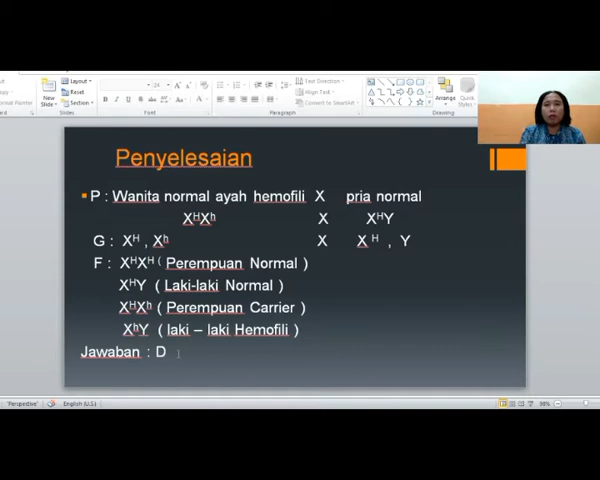 Layout
Reset
New
Slide
Section
Text Direction
Align Text
Convert to SmartArt
Arrange
Quick
Styles
Font
Paragraph
Drawing
Penyelesaian
P : Wanita normal ayah hemofili X pria normal
XᴴXʰ X XᴴY
G : Xᴴ , Xʰ X X ᴴ , Y
F : XᴴXᴴ ( Perempuan Normal )
XᴴY ( Laki-laki Normal )
XᴴXʰ ( Perempuan Carrier )
XʰY ( laki – laki Hemofili )
Jawaban : D
"Perspective" English (U.S.) 90%